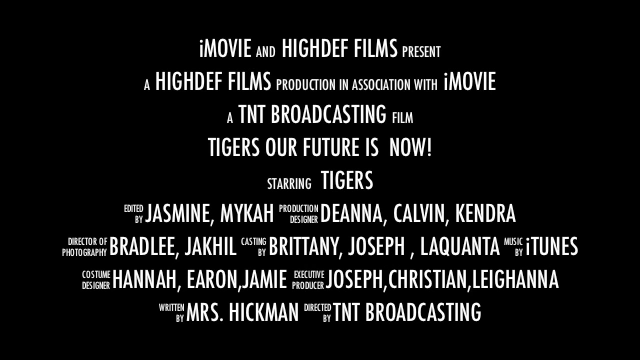 iMOVIE AND HIGHDEF FILMS PRESENT
A HIGHDEF FILMS PRODUCTION IN ASSOCIATION WITH iMOVIE
A TNT BROADCASTING FILM
TIGERS OUR FUTURE IS NOW!
STARRING TIGERS
EDITED BY JASMINE, MYKAH PRODUCTION DESIGNER DEANNA, CALVIN, KENDRA
DIRECTOR OF PHOTOGRAPHY BRADLEE, JAKHIL CASTING BY BRITTANY, JOSEPH , LAQUANTA MUSIC BY iTUNES
COSTUME DESIGNER HANNAH, EARON,JAMIE EXECUTIVE PRODUCER JOSEPH,CHRISTIAN,LEIGHANNA
WRITTEN BY MRS. HICKMAN DIRECTED BY TNT BROADCASTING